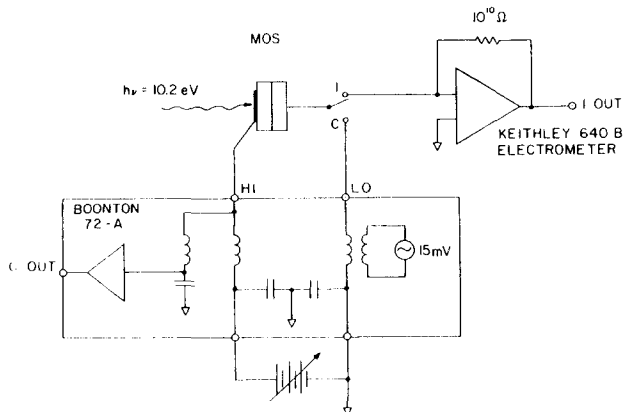 10¹⁰ Ω
MOS
hν = 10.2 eV
I
C
I OUT
KEITHLEY 640 B
ELECTROMETER
HI
LO
BOONTON
72-A
OUT
15mV